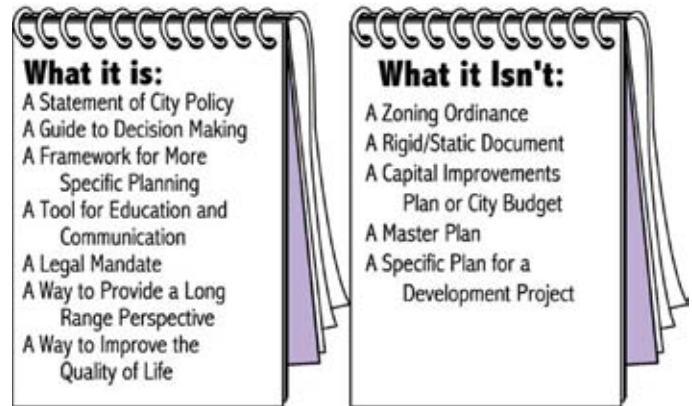 What it is:
A Statement of City Policy
A Guide to Decision Making
A Framework for More
Specific Planning
A Tool for Education and
Communication
A Legal Mandate
A Way to Provide a Long
Range Perspective
A Way to Improve the
Quality of Life
What it Isn't:
A Zoning Ordinance
A Rigid/Static Document
A Capital Improvements
Plan or City Budget
A Master Plan
A Specific Plan for a
Development Project